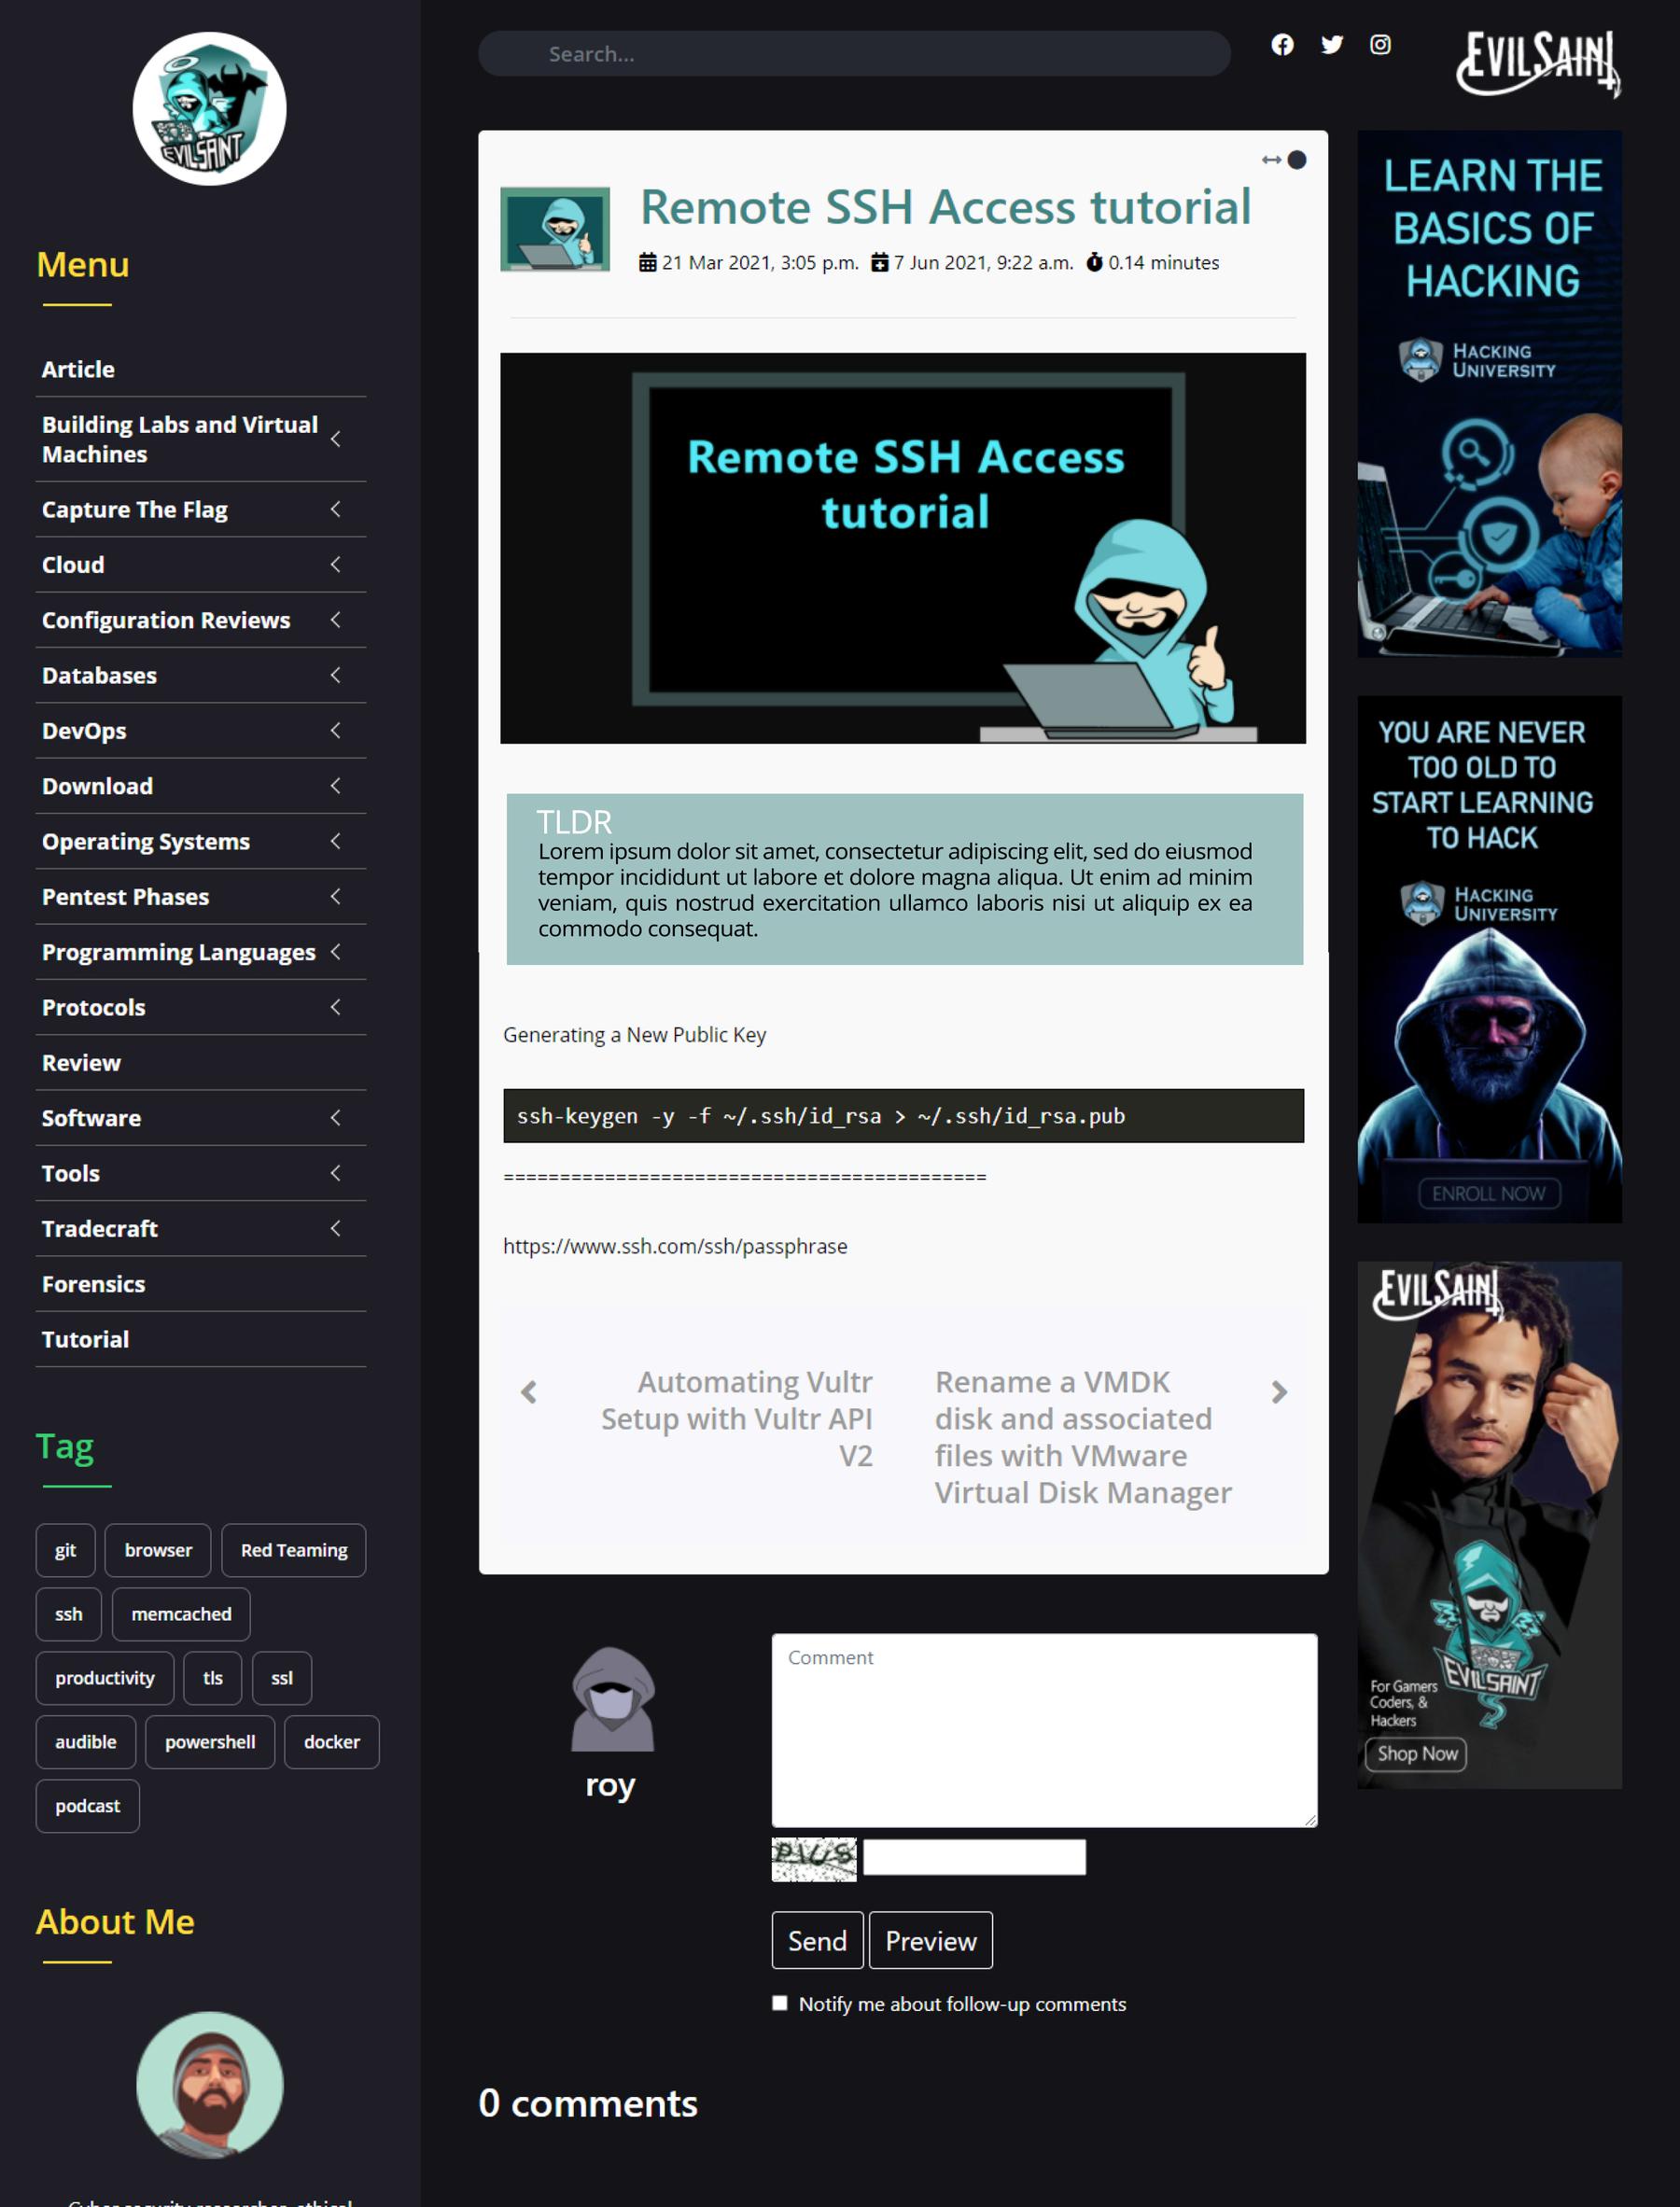 EVILSAINT
Menu
Article
Building Labs and Virtual
Machines
Capture The Flag
Cloud
Configuration Reviews
Databases
DevOps
Download
Operating Systems
Pentest Phases
Programming Languages
Protocols
Review
Software
Tools
Tradecraft
Forensics
Tutorial
Tag
git browser Red Teaming
ssh memcached
productivity tls ssl
audible powershell docker
podcast
About Me
Search...
EVILSAINT
Remote SSH Access tutorial
21 Mar 2021, 3:05 p.m. 7 Jun 2021, 9:22 a.m. 0.14 minutes
Remote SSH Access
tutorial
TLDR
Lorem ipsum dolor sit amet, consectetur adipiscing elit, sed do eiusmod
tempor incididunt ut labore et dolore magna aliqua. Ut enim ad minim
veniam, quis nostrud exercitation ullamco laboris nisi ut aliquip ex ea
commodo consequat.
Generating a New Public Key
ssh-keygen -y -f ~/.ssh/id_rsa > ~/.ssh/id_rsa.pub
===========================================
https://www.ssh.com/ssh/passphrase
Automating Vultr
Setup with Vultr API
V2
Rename a VMDK
disk and associated
files with VMware
Virtual Disk Manager
roy
Comment
Send Preview
Notify me about follow-up comments
0 comments
LEARN THE
BASICS OF
HACKING
HACKING
UNIVERSITY
YOU ARE NEVER
TOO OLD TO
START LEARNING
TO HACK
HACKING
UNIVERSITY
ENROLL NOW
EVILSAINT
EVILSAINT
For Gamers
Coders, &
Hackers
Shop Now